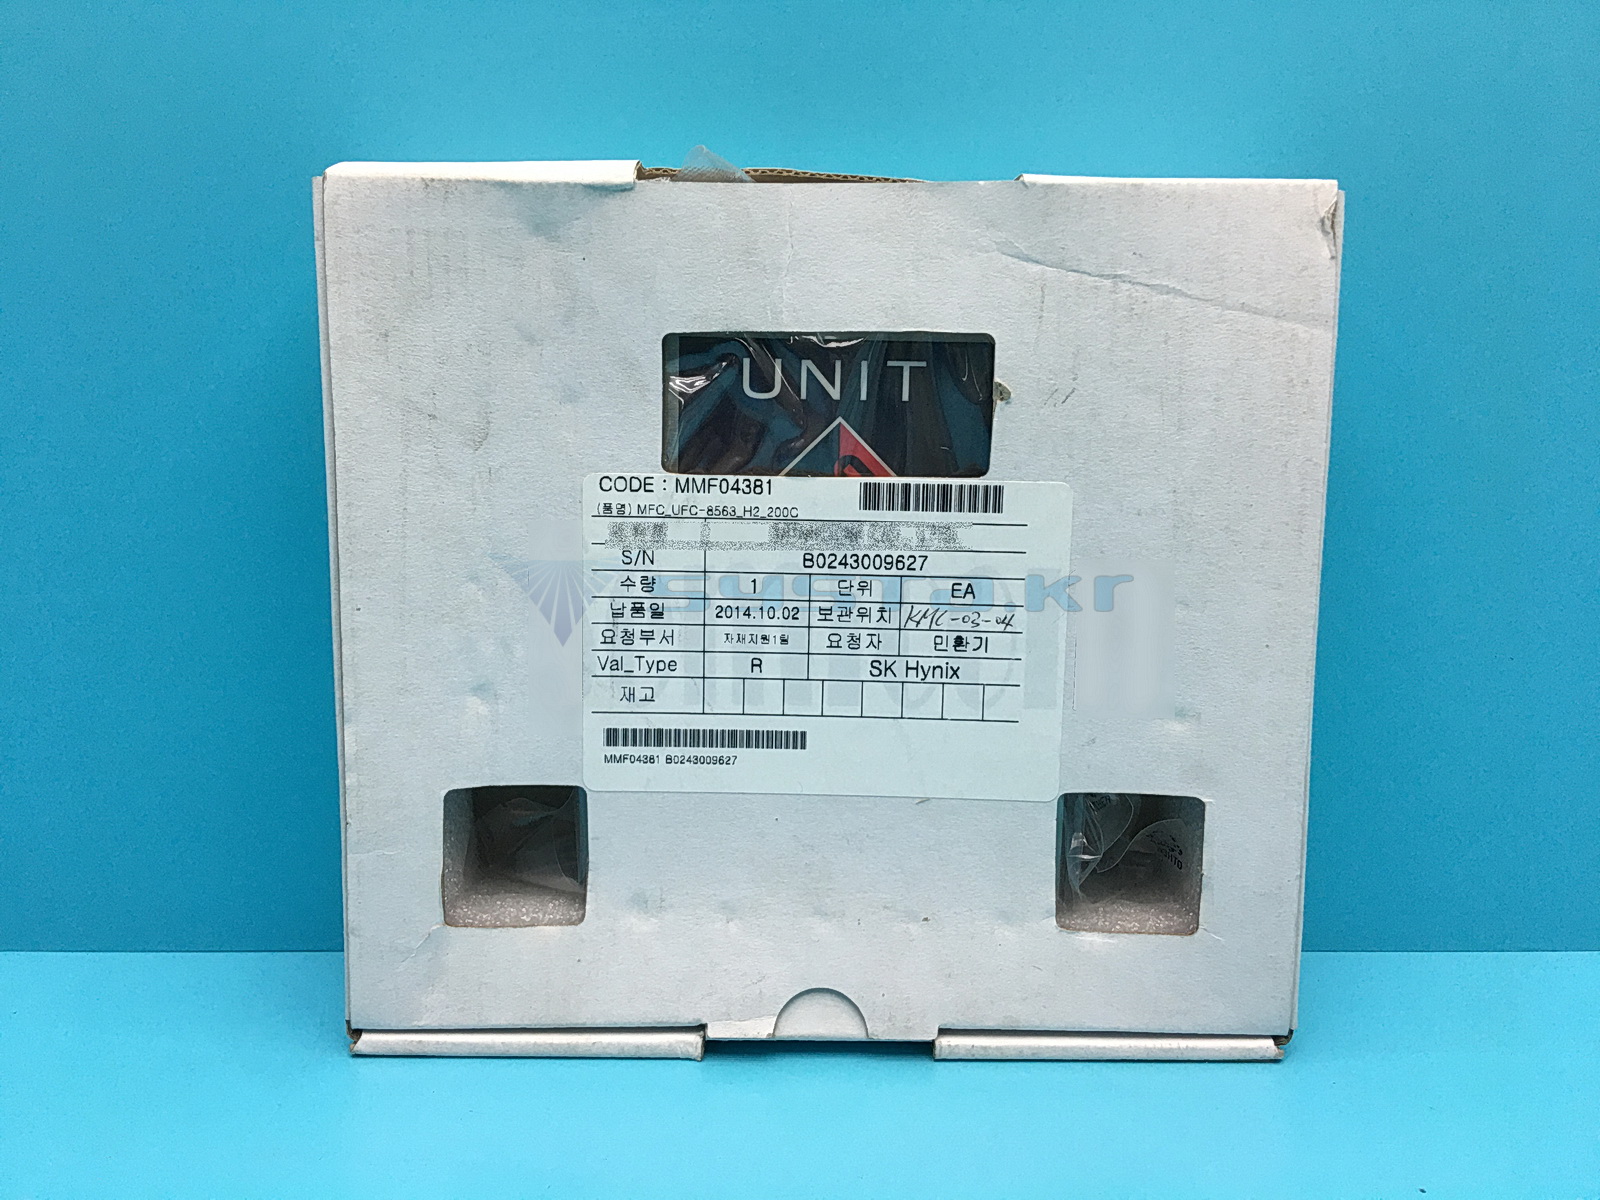 UNIT
CODE : MMF04381
(품명) MFC_UFC-8563_H2_200C
S/N B0243009627
수량 1 단위 EA
납품일 2014.10.02 보관위치 KMC-03-04
요청부서 자재지원1팀 요청자 민환기
Val_Type R SK Hynix
재고
MMF04381 B0243009627
systa.kr